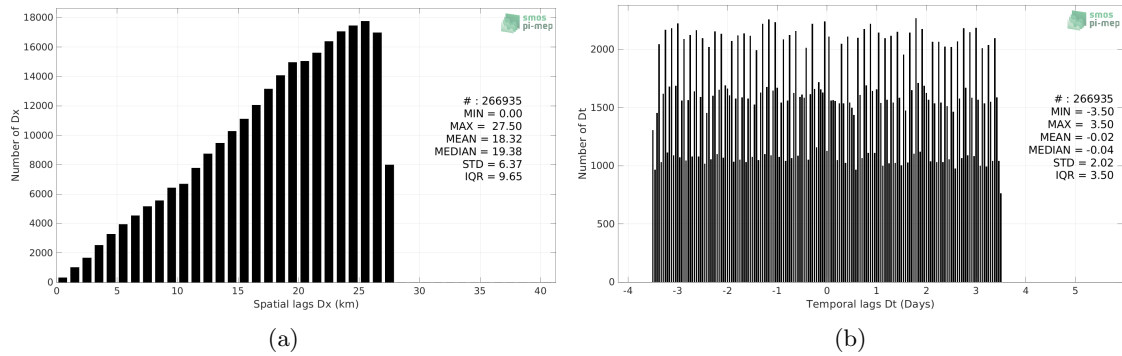 18000
16000
14000
12000
10000
8000
6000
4000
2000
0
Number of Dx
0 5 10 15 20 25 30 35 40
Spatial lags Dx (km)
smos
pi-mep
# : 266935
MIN = 0.00
MAX = 27.50
MEAN = 18.32
MEDIAN = 19.38
STD = 6.37
IQR = 9.65
(a)
2000
1500
1000
500
0
Number of Dt
-4 -3 -2 -1 0 1 2 3 4 5
Temporal lags Dt (Days)
smos
pi-mep
# : 266935
MIN = -3.50
MAX = 3.50
MEAN = -0.02
MEDIAN = -0.04
STD = 2.02
IQR = 3.50
(b)